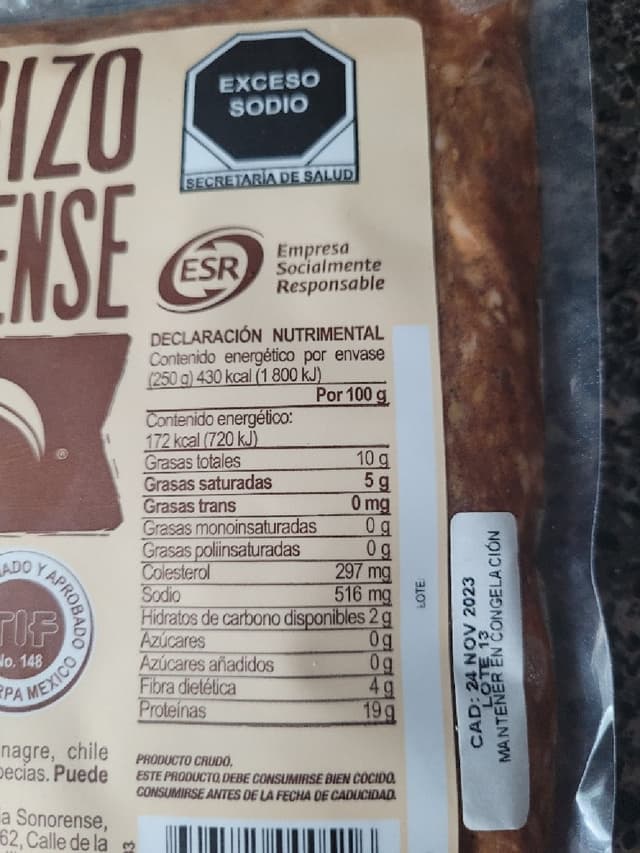 IZO
ENSE
EXCESO
SODIO
SECRETARÍA DE SALUD
ESR
Empresa
Socialmente
Responsable
DECLARACIÓN NUTRIMENTAL
Contenido energético por envase
(250 g) 430 kcal (1 800 kJ)
Por 100 g
Contenido energético:
172 kcal (720 kJ)
Grasas totales 10 g
Grasas saturadas 5 g
Grasas trans 0 mg
Grasas monoinsaturadas 0 g
Grasas poliinsaturadas 0 g
Colesterol 297 mg
Sodio 516 mg
Hidratos de carbono disponibles 2 g
Azúcares 0 g
Azúcares añadidos 0 g
Fibra dietética 4 g
Proteínas 19 g
PRODUCTO CRUDO.
ESTE PRODUCTO, DEBE CONSUMIRSE BIEN COCIDO.
CONSUMIRSE ANTES DE LA FECHA DE CADUCIDAD.
®
ADO Y APROBADO
TIF
No. 148
RPA MEXICO
nagre, chile
pecias. Puede
a Sonorense,
62, Calle de la
LOTE:
CAD: 24 NOV 2023
LOTE 13
MANTENER EN CONGELACIÓN